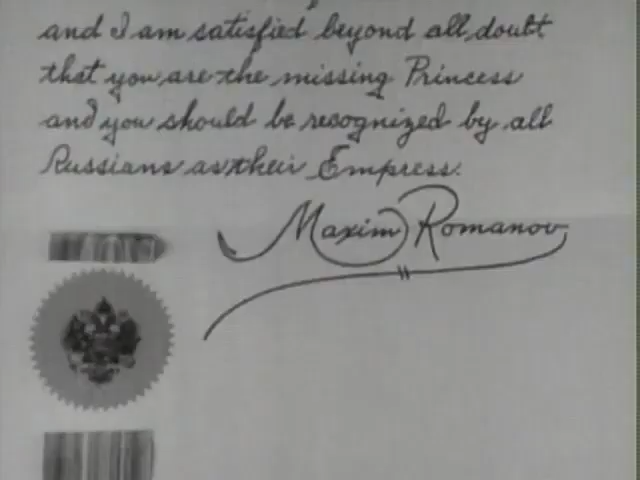 and I am satisfied beyond all doubt
that you are the missing Princess
and you should be recognized by all
Russians as their Empress.
Maxim Romanov